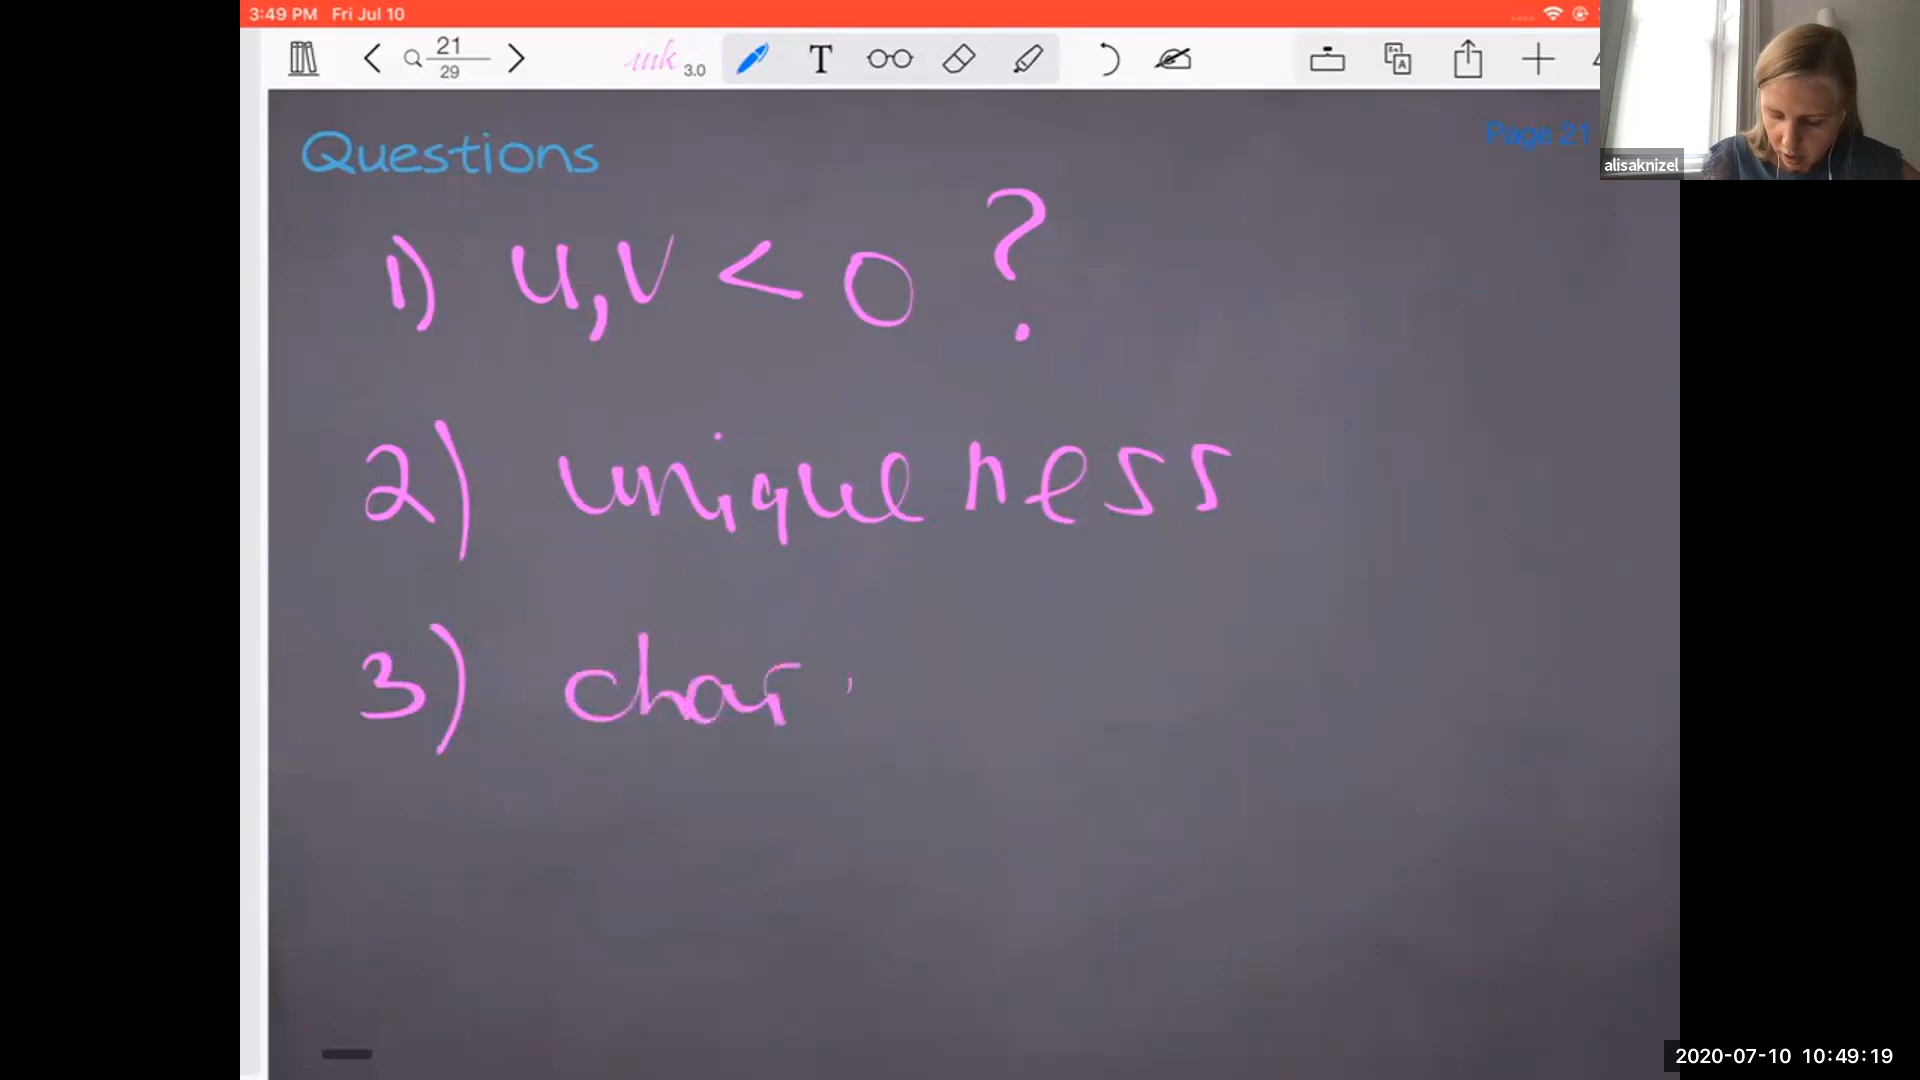 3:49 PM Fri Jul 10
21
29
3.0
T
A
Questions
Page 21
alisaknizel
1) u,v < 0 ?
2) uniqueness
3) char
2020-07-10 10:49:19